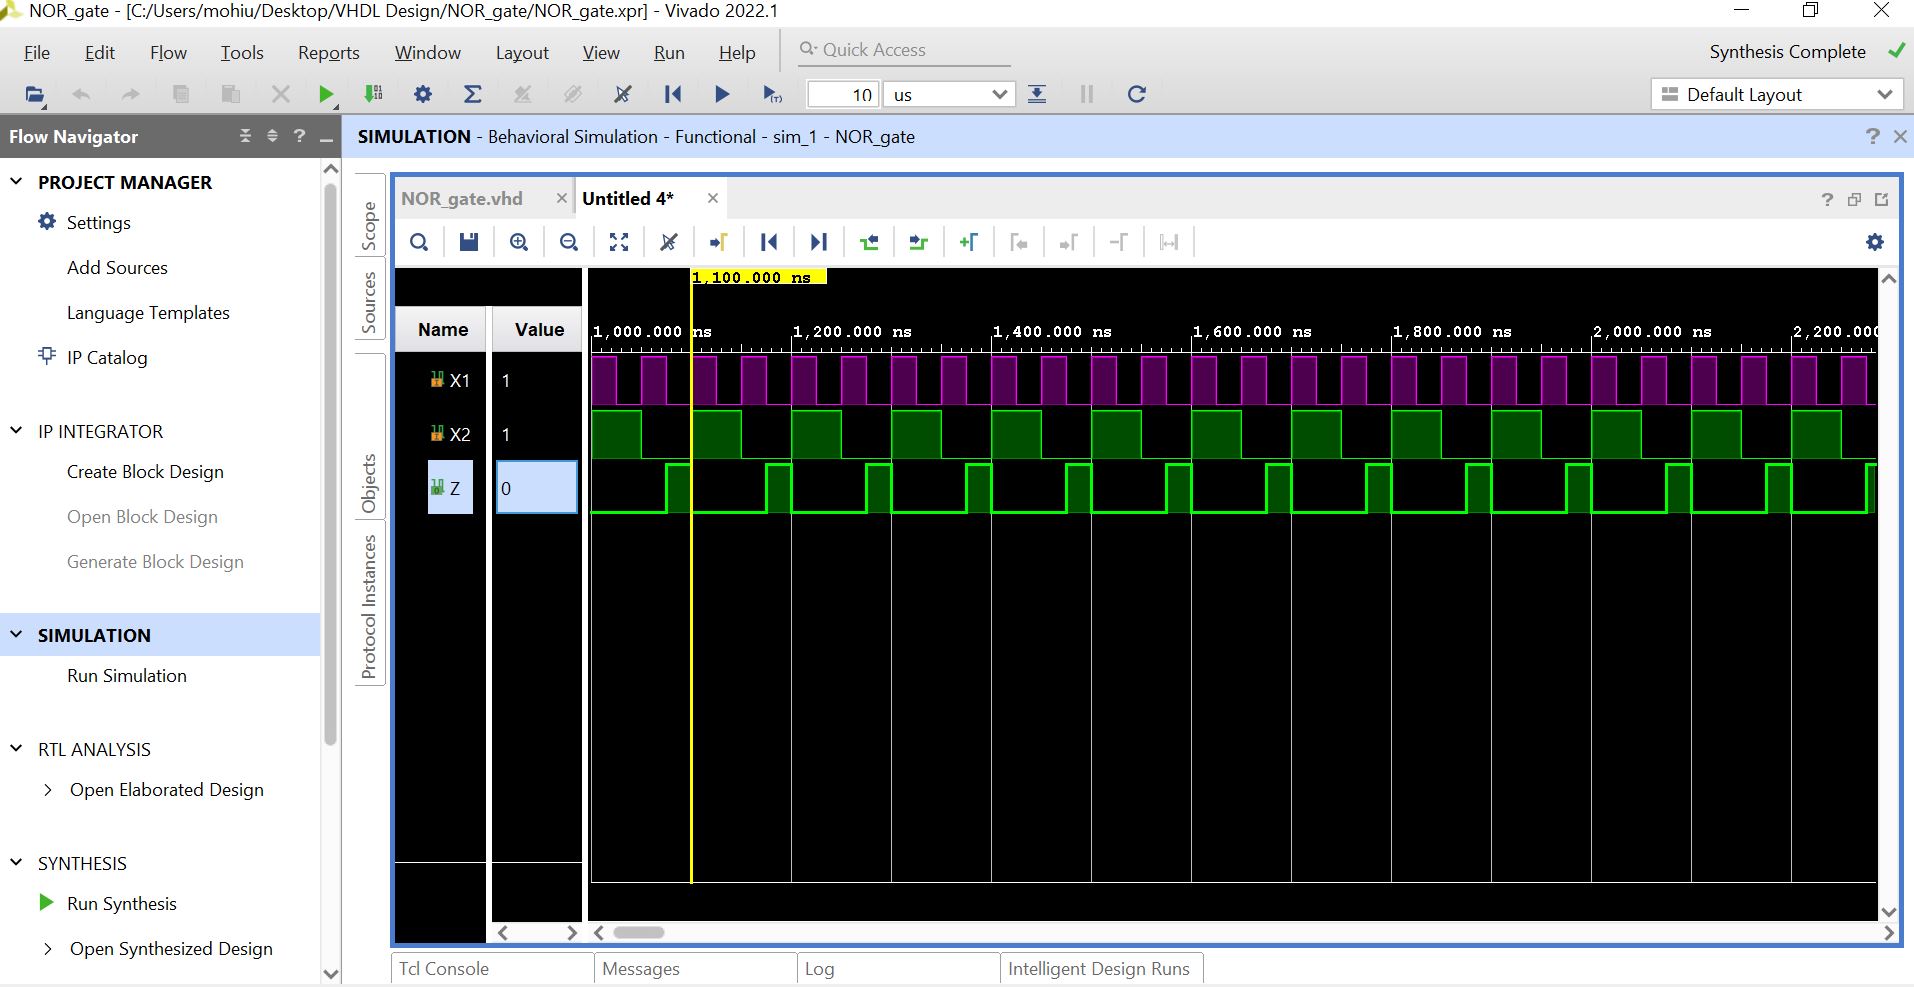 NOR_gate - [C:/Users/mohiu/Desktop/VHDL Design/NOR_gate/NOR_gate.xpr] - Vivado 2022.1
File Edit Flow Tools Reports Window Layout View Run Help Quick Access Synthesis Complete
10 us Default Layout
Flow Navigator
SIMULATION - Behavioral Simulation - Functional - sim_1 - NOR_gate
PROJECT MANAGER
Settings
Add Sources
Language Templates
IP Catalog
IP INTEGRATOR
Create Block Design
Open Block Design
Generate Block Design
SIMULATION
Run Simulation
RTL ANALYSIS
Open Elaborated Design
SYNTHESIS
Run Synthesis
Open Synthesized Design
Scope
Sources
Objects
Protocol Instances
NOR_gate.vhd Untitled 4*
1,100.000 ns
Name Value
1,000.000 ns 1,200.000 ns 1,400.000 ns 1,600.000 ns 1,800.000 ns 2,000.000 ns 2,200.000
X1 1
X2 1
Z 0
Tcl Console Messages Log Intelligent Design Runs